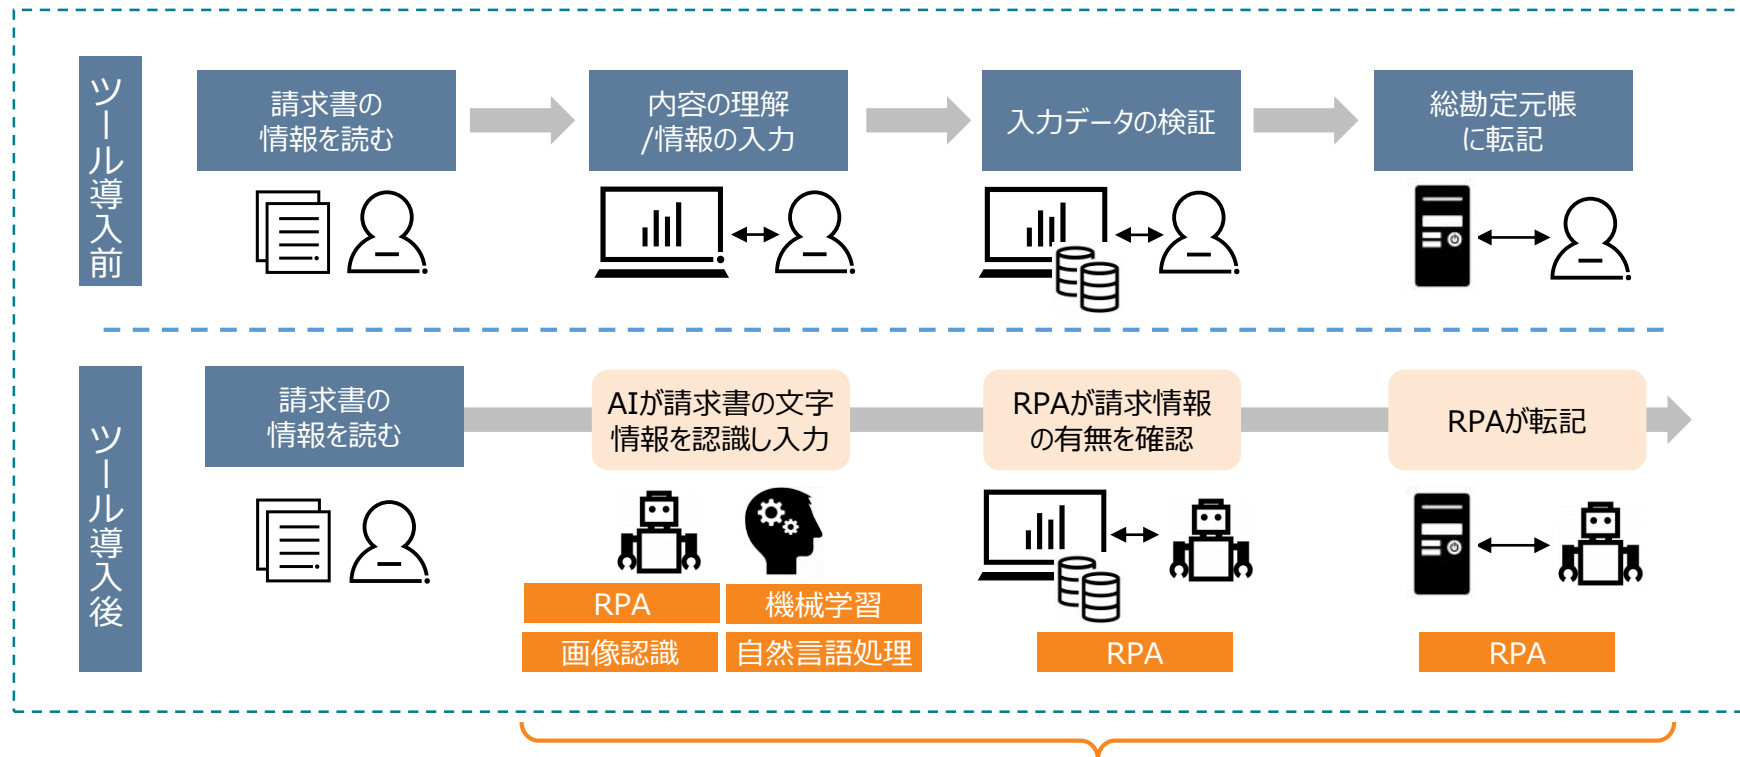 ツール導入前
請求書の
情報を読む
内容の理解
/情報の入力
入力データの検証
総勘定元帳
に転記
ツール導入後
請求書の
情報を読む
AIが請求書の文字
情報を認識し入力
RPAが請求情報
の有無を確認
RPAが転記
RPA
機械学習
画像認識
自然言語処理
RPA
RPA